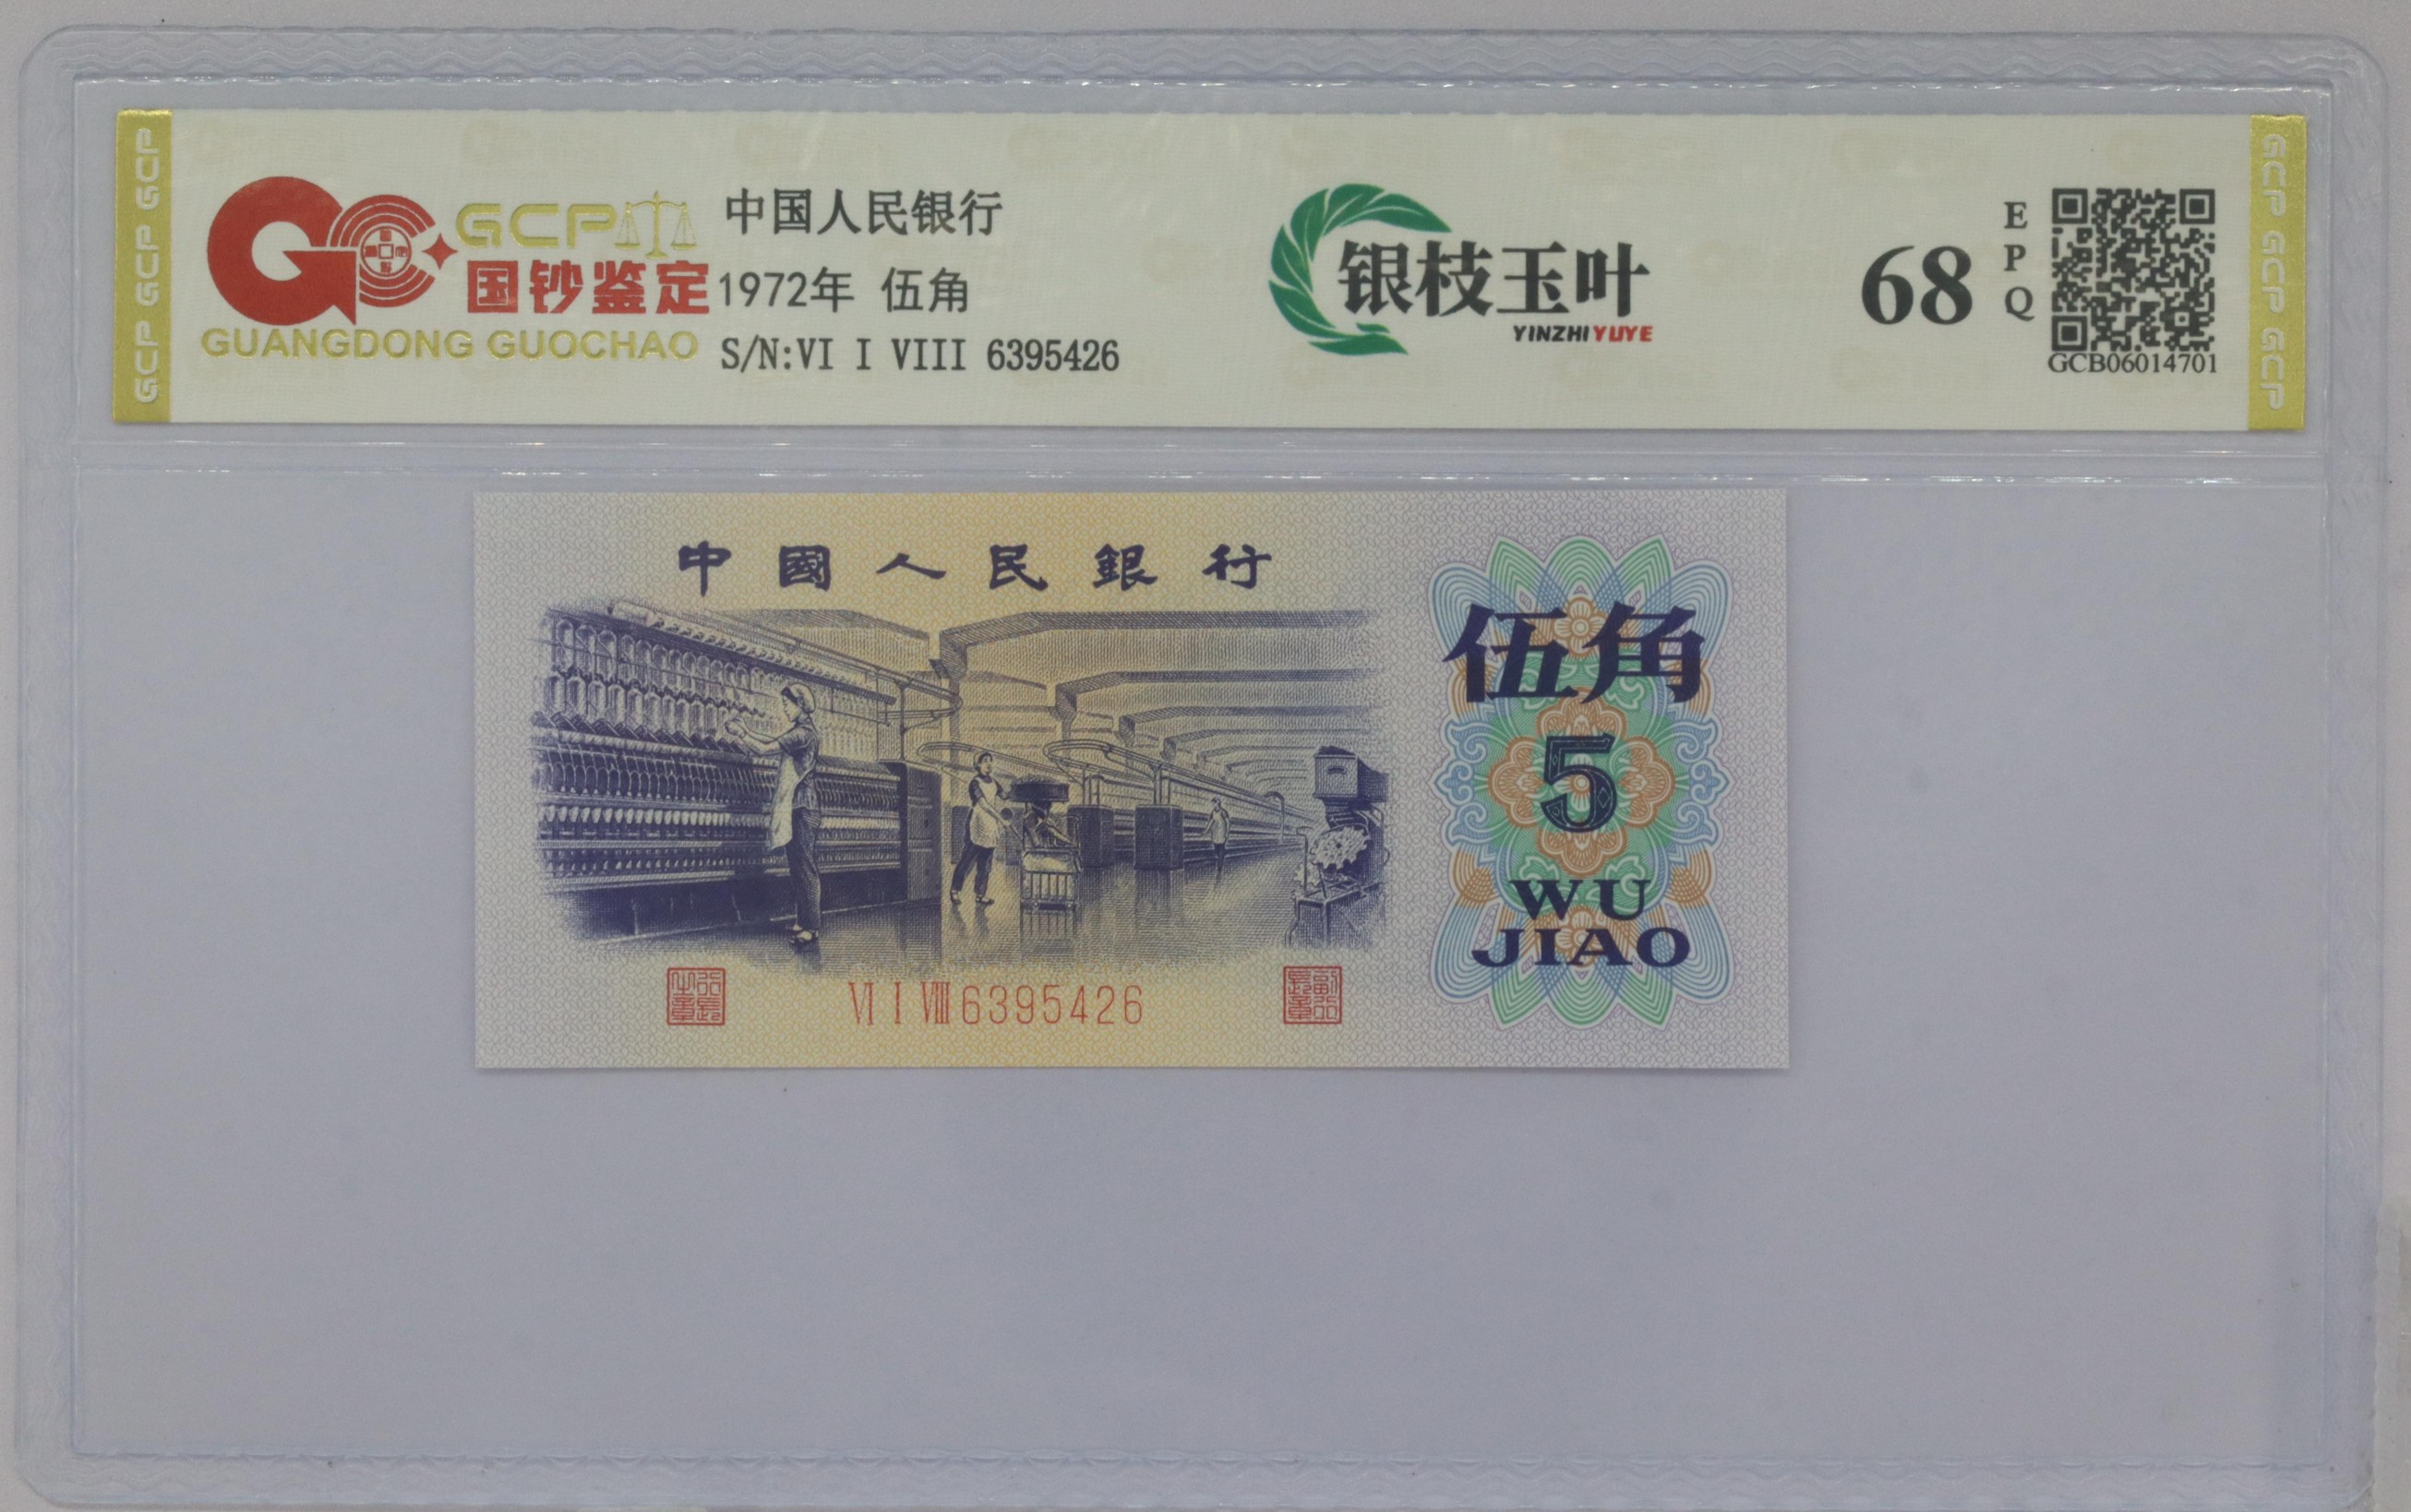 GCP GCP GCP
GCP
国钞鉴定
GUANGDONG GUOCHAO
中国人民银行
1972年 伍角
S/N:VI I VIII 6395426
银枝玉叶
YINZHIYUYE
68
EPQ
GCB06014701
GCP GCP GCP
中國人民銀行
伍角
5
WU
JIAO
VI I VIII 6395426